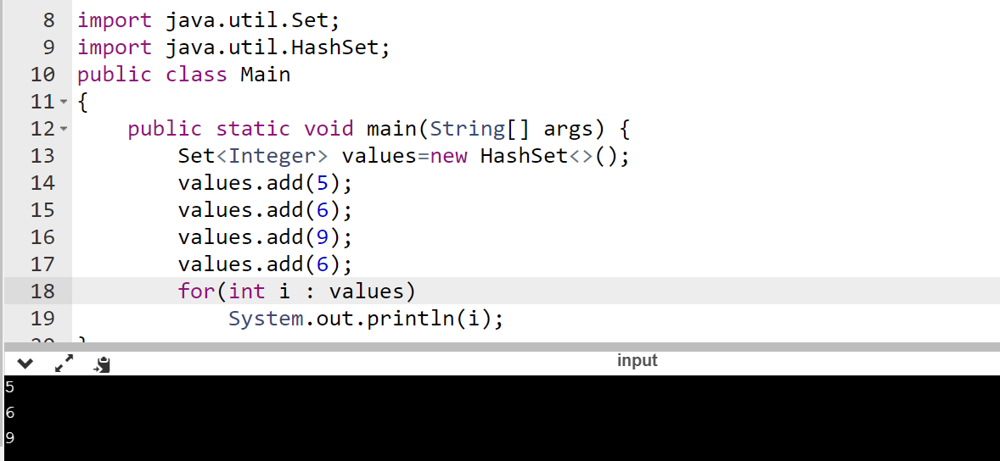 8 import java.util.Set;
9 import java.util.HashSet;
10 public class Main
11 {
12     public static void main(String[] args) {
13         Set<Integer> values=new HashSet<>();
14         values.add(5);
15         values.add(6);
16         values.add(9);
17         values.add(6);
18         for(int i : values)
19             System.out.println(i);
input
5
6
9